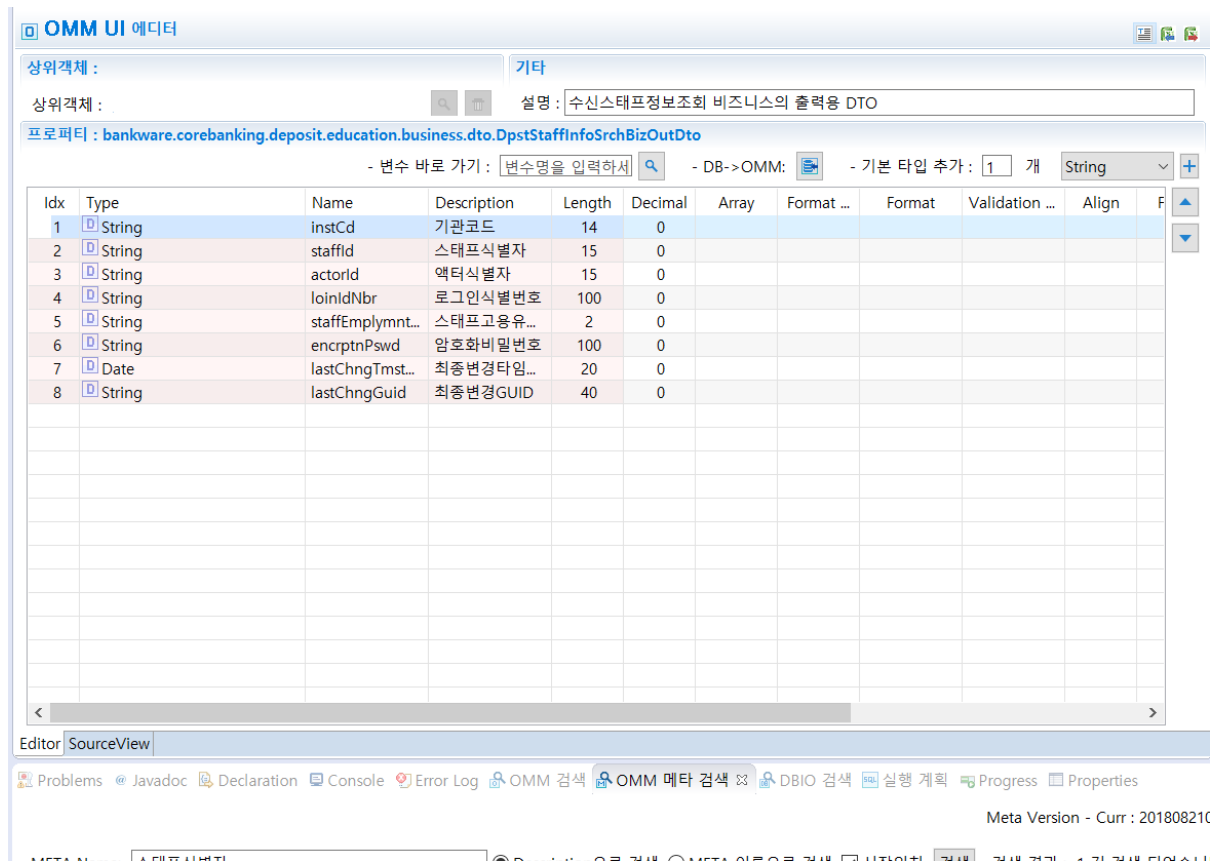 OMM UI 에디터
상위객체 :
기타
상위객체 :
설명 : 수신스태프정보조회 비즈니스의 출력용 DTO
프로퍼티 : bankware.corebanking.deposit.education.business.dto.DpstStaffInfoSrchBizOutDto
- 변수 바로 가기 : 변수명을 입력하세 - DB->OMM: - 기본 타입 추가 : 1 개 String
Idx Type Name Description Length Decimal Array Format ... Format Validation ... Align F
1 D String instCd 기관코드 14 0
2 D String staffId 스태프식별자 15 0
3 D String actorId 액터식별자 15 0
4 D String loinIdNbr 로그인식별번호 100 0
5 D String staffEmplymnt... 스태프고용유... 2 0
6 D String encrptnPswd 암호화비밀번호 100 0
7 D Date lastChngTmst... 최종변경타임... 20 0
8 D String lastChngGuid 최종변경GUID 40 0
Editor SourceView
Problems @ Javadoc Declaration Console Error Log OMM 검색 OMM 메타 검색 DBIO 검색 실행 계획 Progress Properties
Meta Version - Curr : 201808210